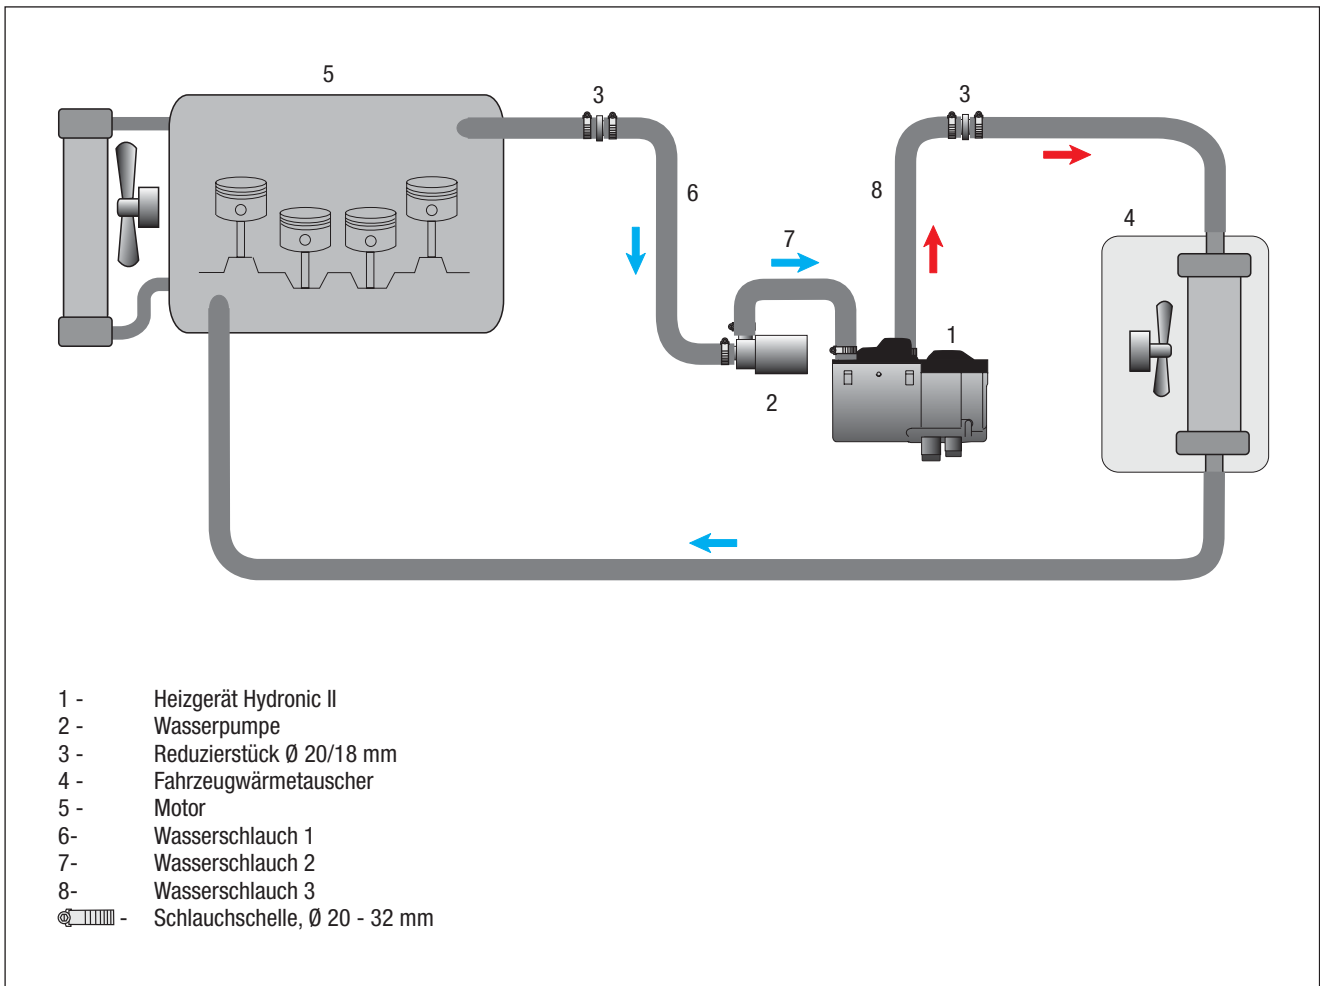 5
3
3
6
8
7
4
1
2
1 - Heizgerät Hydronic II
2 - Wasserpumpe
3 - Reduzierstück Ø 20/18 mm
4 - Fahrzeugwärmetauscher
5 - Motor
6- Wasserschlauch 1
7- Wasserschlauch 2
8- Wasserschlauch 3
- Schlauchschelle, Ø 20 - 32 mm